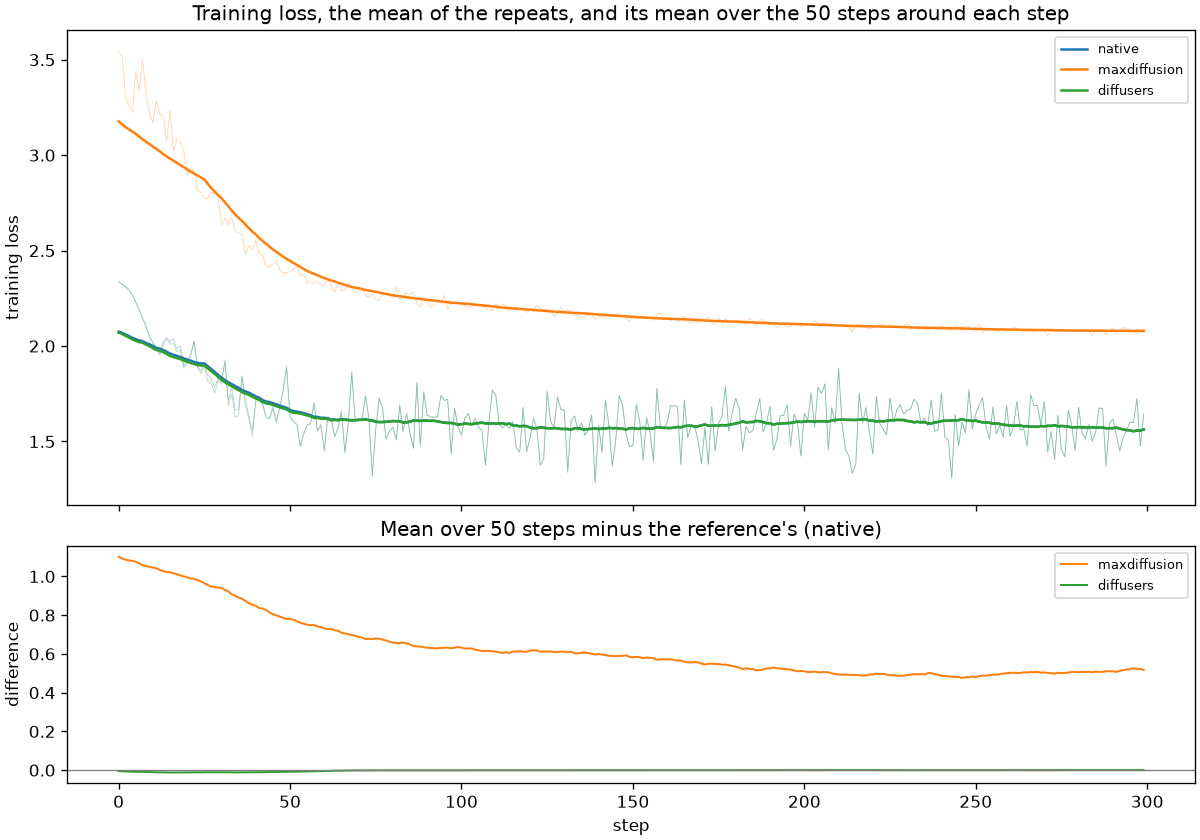 Training loss, the mean of the repeats, and its mean over the 50 steps around each step
training loss
3.5
3.0
2.5
2.0
1.5
native
maxdiffusion
diffusers
Mean over 50 steps minus the reference's (native)
difference
1.0
0.8
0.6
0.4
0.2
0.0
maxdiffusion
diffusers
0 50 100 150 200 250 300
step